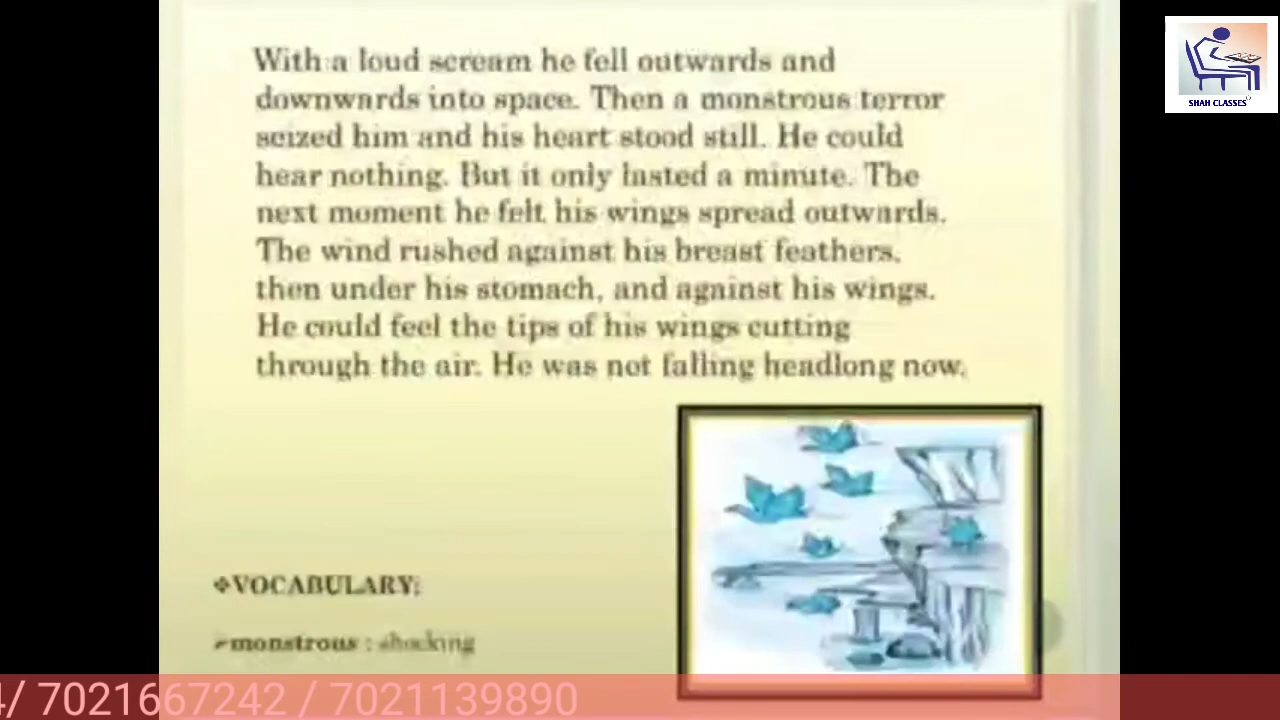 With a loud scream he fell outwards and
downwards into space. Then a monstrous terror
seized him and his heart stood still. He could
hear nothing. But it only lasted a minute. The
next moment he felt his wings spread outwards.
The wind rushed against his breast feathers,
then under his stomach, and against his wings.
He could feel the tips of his wings cutting
through the air. He was not falling headlong now.
SHAH CLASSES
❖VOCABULARY:
➢monstrous : shocking
4/ 7021667242 / 7021139890